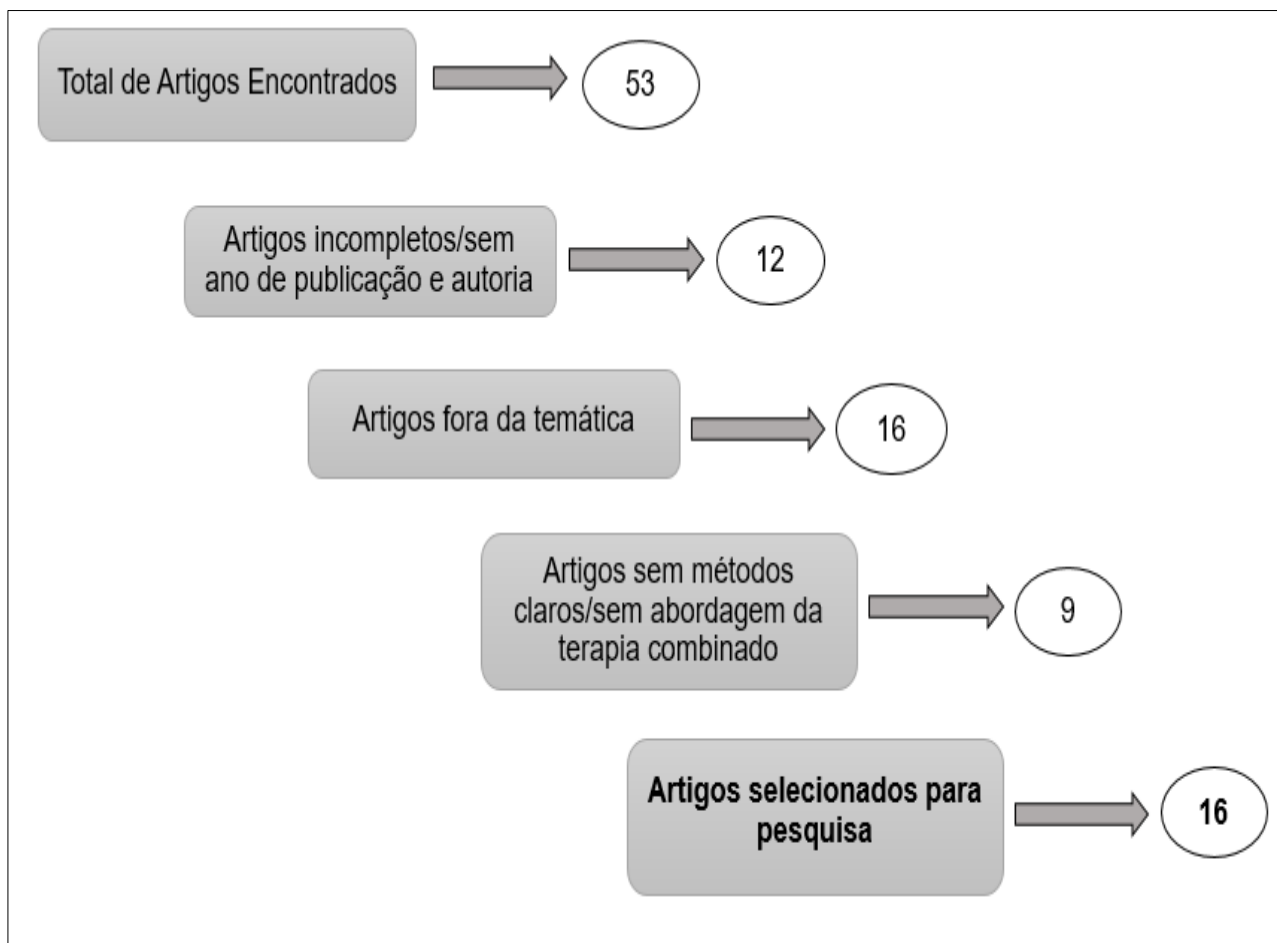 Total de Artigos Encontrados
53
Artigos incompletos/sem
ano de publicação e autoria
12
Artigos fora da temática
16
Artigos sem métodos
claros/sem abordagem da
terapia combinado
9
Artigos selecionados para
pesquisa
16